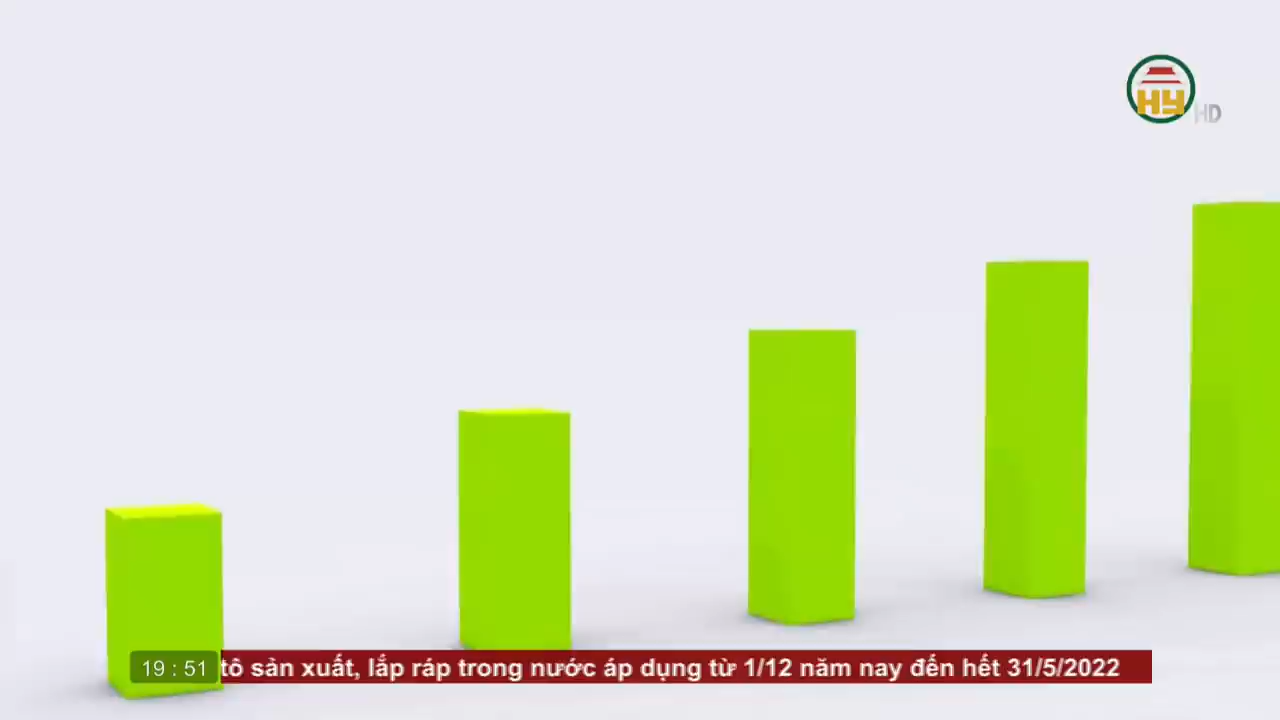 HY
HD
19 : 51
tô sản xuất, lắp ráp trong nước áp dụng từ 1/12 năm nay đến hết 31/5/2022